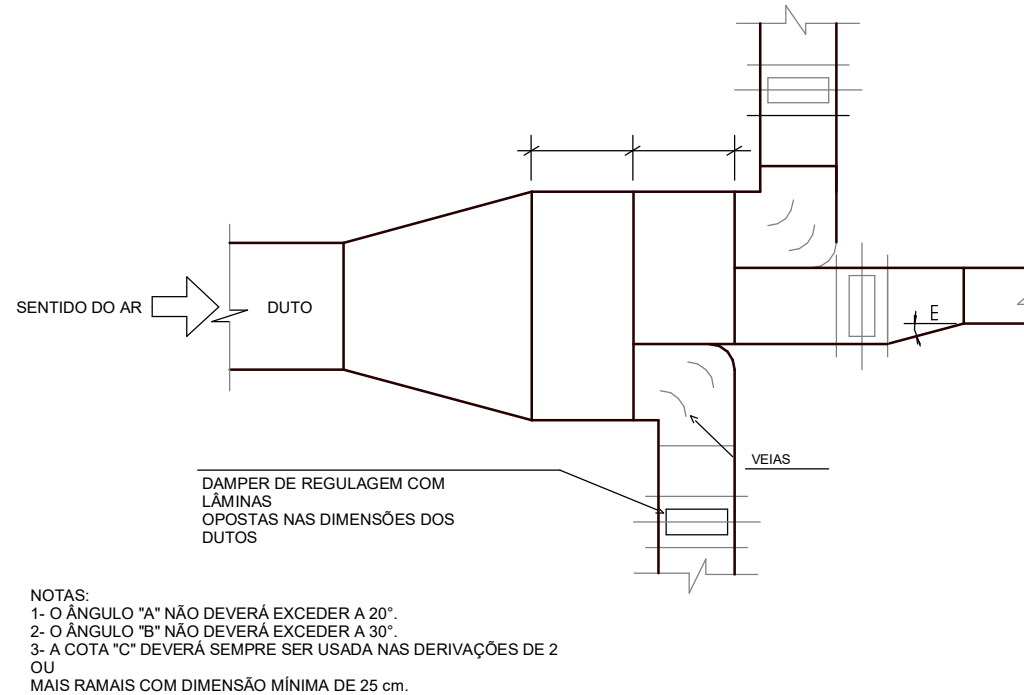 E
SENTIDO DO AR
DUTO
VEIAS
DAMPER DE REGULAGEM COM
LÂMINAS
OPOSTAS NAS DIMENSÕES DOS
DUTOS
NOTAS:
1- O ÂNGULO "A" NÃO DEVERÁ EXCEDER A 20°.
2- O ÂNGULO "B" NÃO DEVERÁ EXCEDER A 30°.
3- A COTA "C" DEVERÁ SEMPRE SER USADA NAS DERIVAÇÕES DE 2
OU
MAIS RAMAIS COM DIMENSÃO MÍNIMA DE 25 cm.